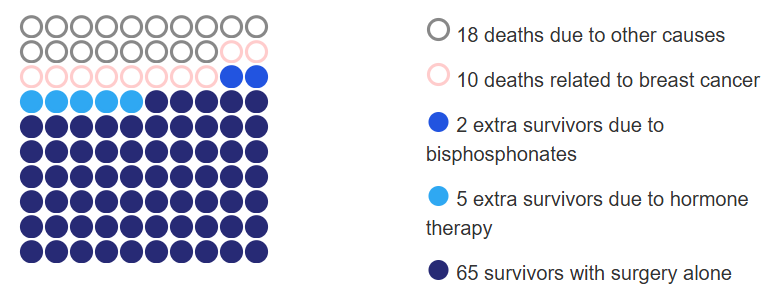 18 deaths due to other causes
10 deaths related to breast cancer
2 extra survivors due to
bisphosphonates
5 extra survivors due to hormone
therapy
65 survivors with surgery alone